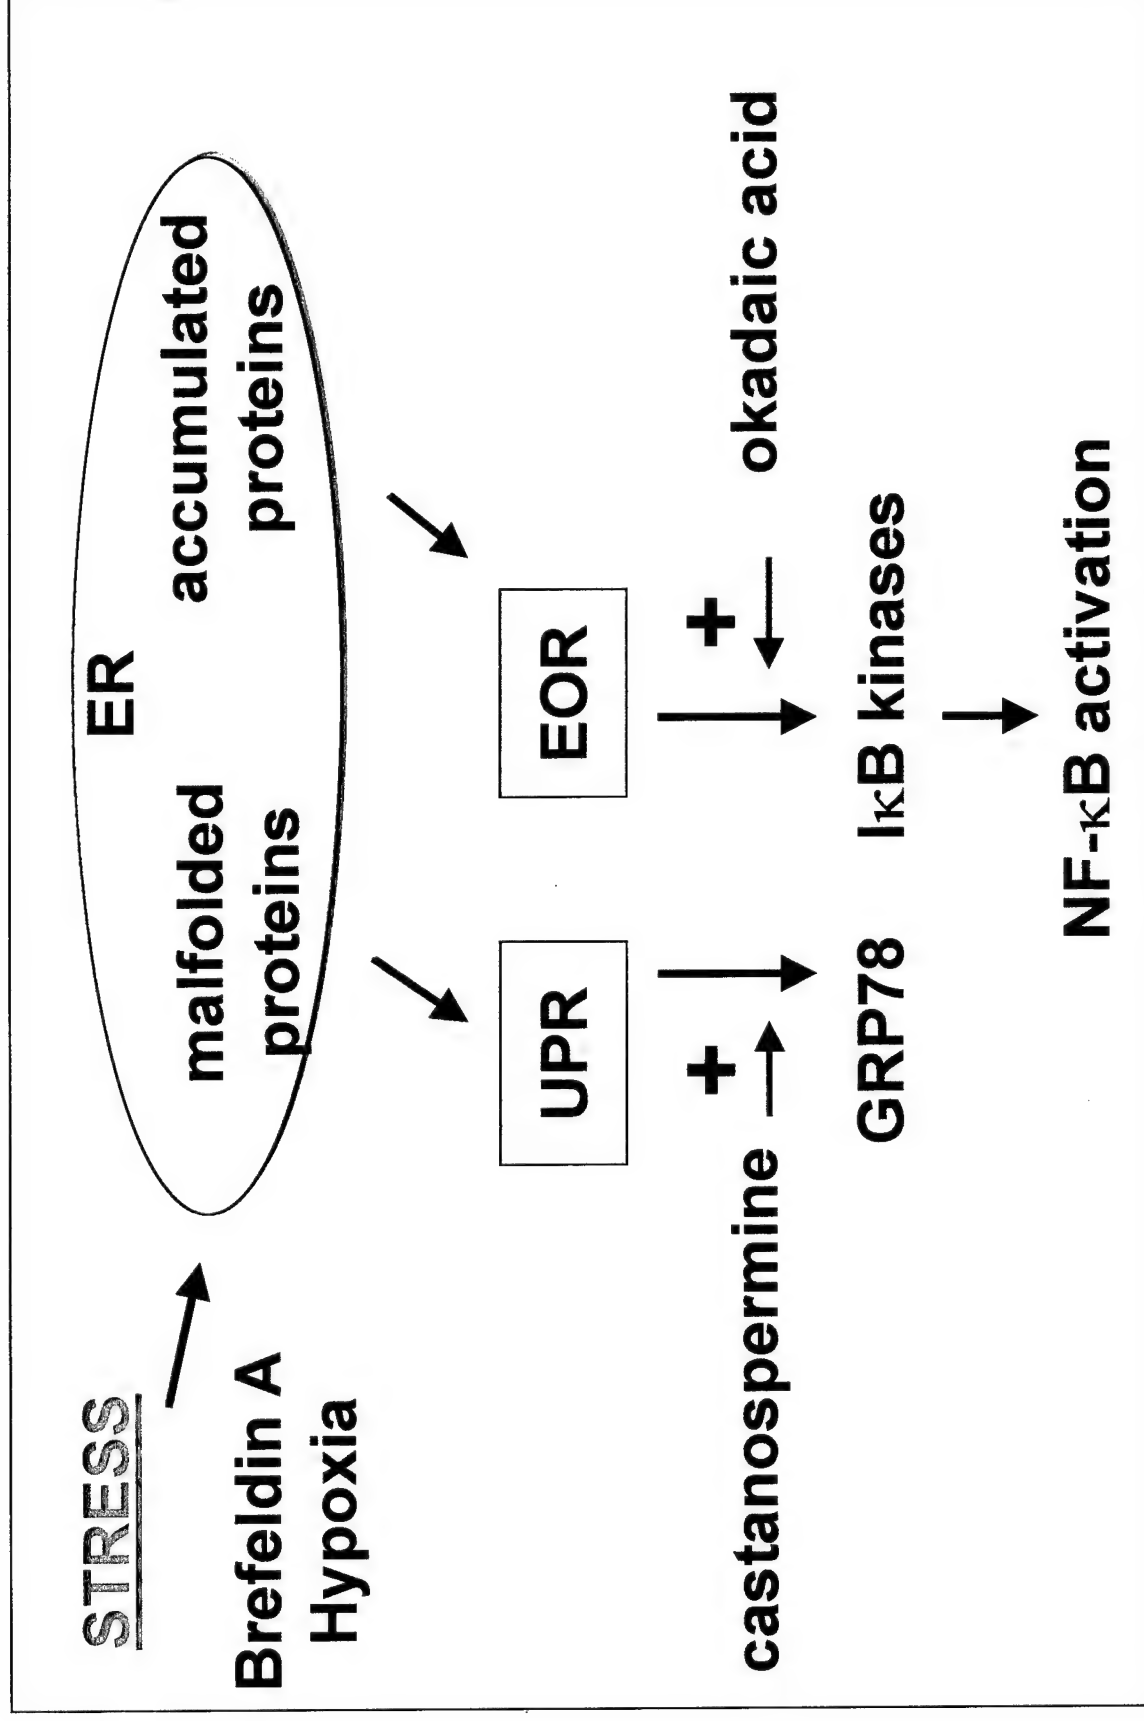 STRESS
Brefeldin A
Hypoxia
ER
malfolded
proteins
accumulated
proteins
UPR
EOR
castanospermine
+
+
okadaic acid
GRP78
IκB kinases
NF-κB activation